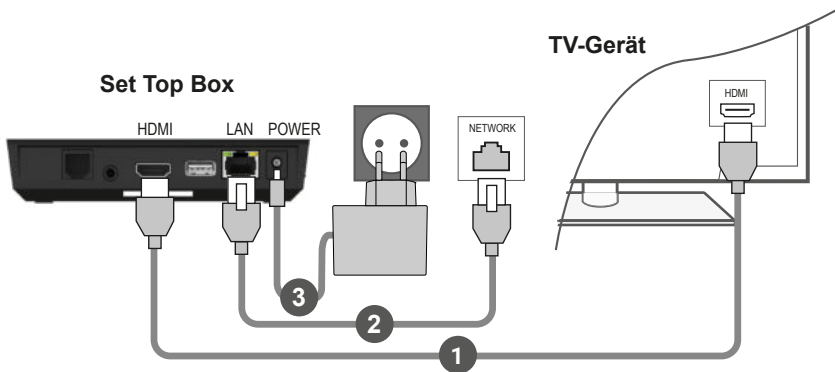 TV-Gerät
Set Top Box
HDMI
HDMI LAN POWER
NETWORK
3
2
1